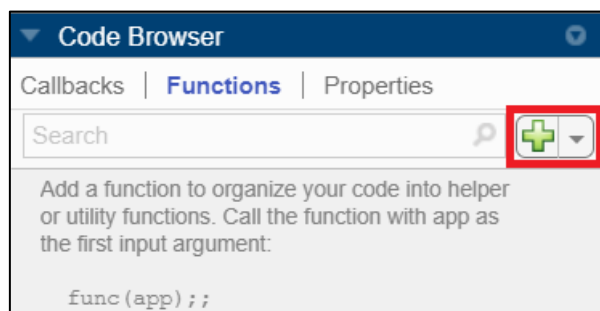 Code Browser
Callbacks | Functions | Properties
Search
Add a function to organize your code into helper
or utility functions. Call the function with app as
the first input argument:
func(app);;